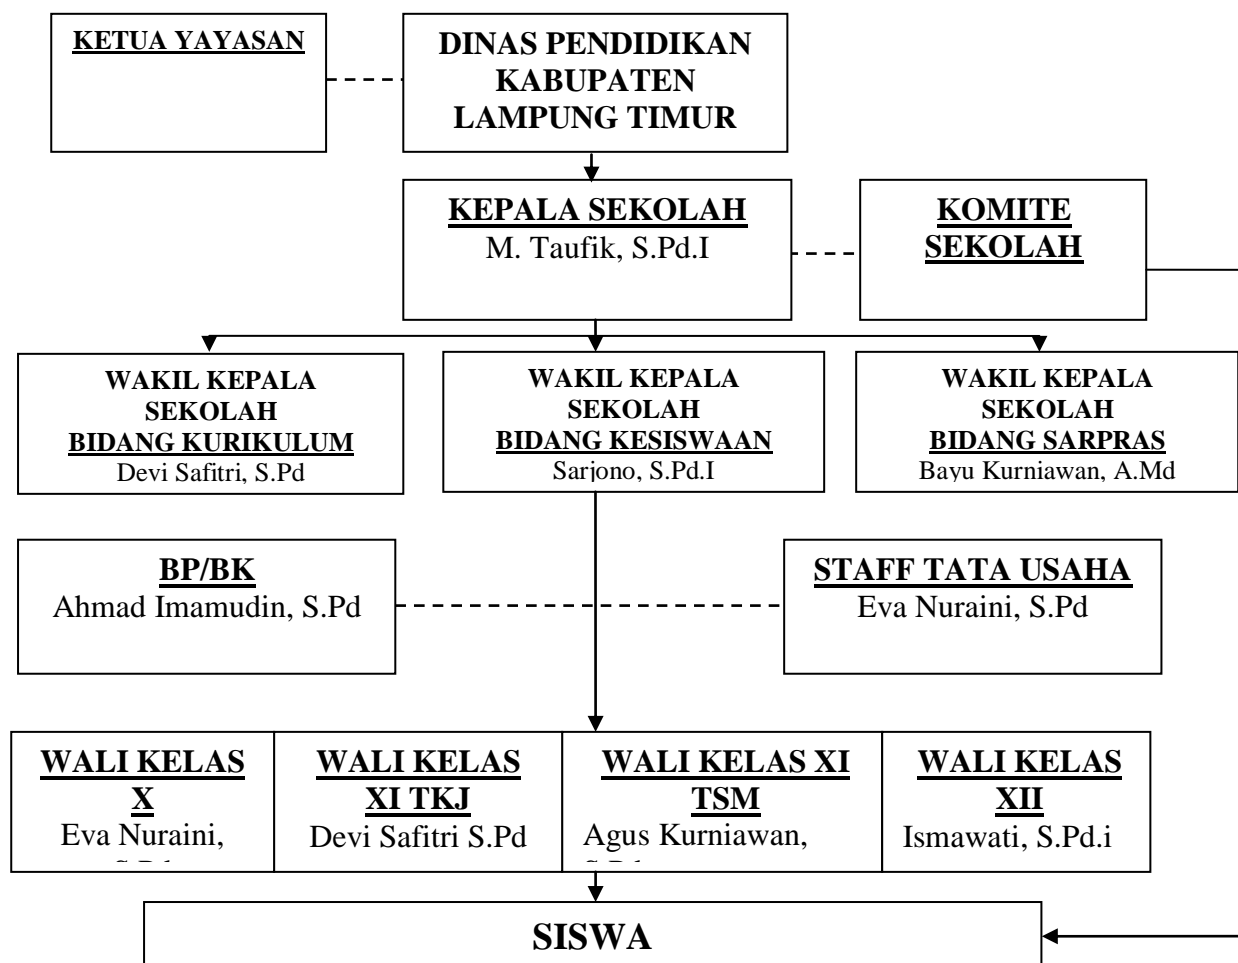 KETUA YAYASAN
DINAS PENDIDIKAN
KABUPATEN
LAMPUNG TIMUR
KEPALA SEKOLAH
M. Taufik, S.Pd.I
KOMITE
SEKOLAH
WAKIL KEPALA
SEKOLAH
BIDANG KURIKULUM
Devi Safitri, S.Pd
WAKIL KEPALA
SEKOLAH
BIDANG KESISWAAN
Sarjono, S.Pd.I
WAKIL KEPALA
SEKOLAH
BIDANG SARPRAS
Bayu Kurniawan, A.Md
BP/BK
Ahmad Imamudin, S.Pd
STAFF TATA USAHA
Eva Nuraini, S.Pd
WALI KELAS
X
Eva Nuraini,
WALI KELAS
XI TKJ
Devi Safitri S.Pd
WALI KELAS XI
TSM
Agus Kurniawan,
WALI KELAS
XII
Ismawati, S.Pd.i
SISWA